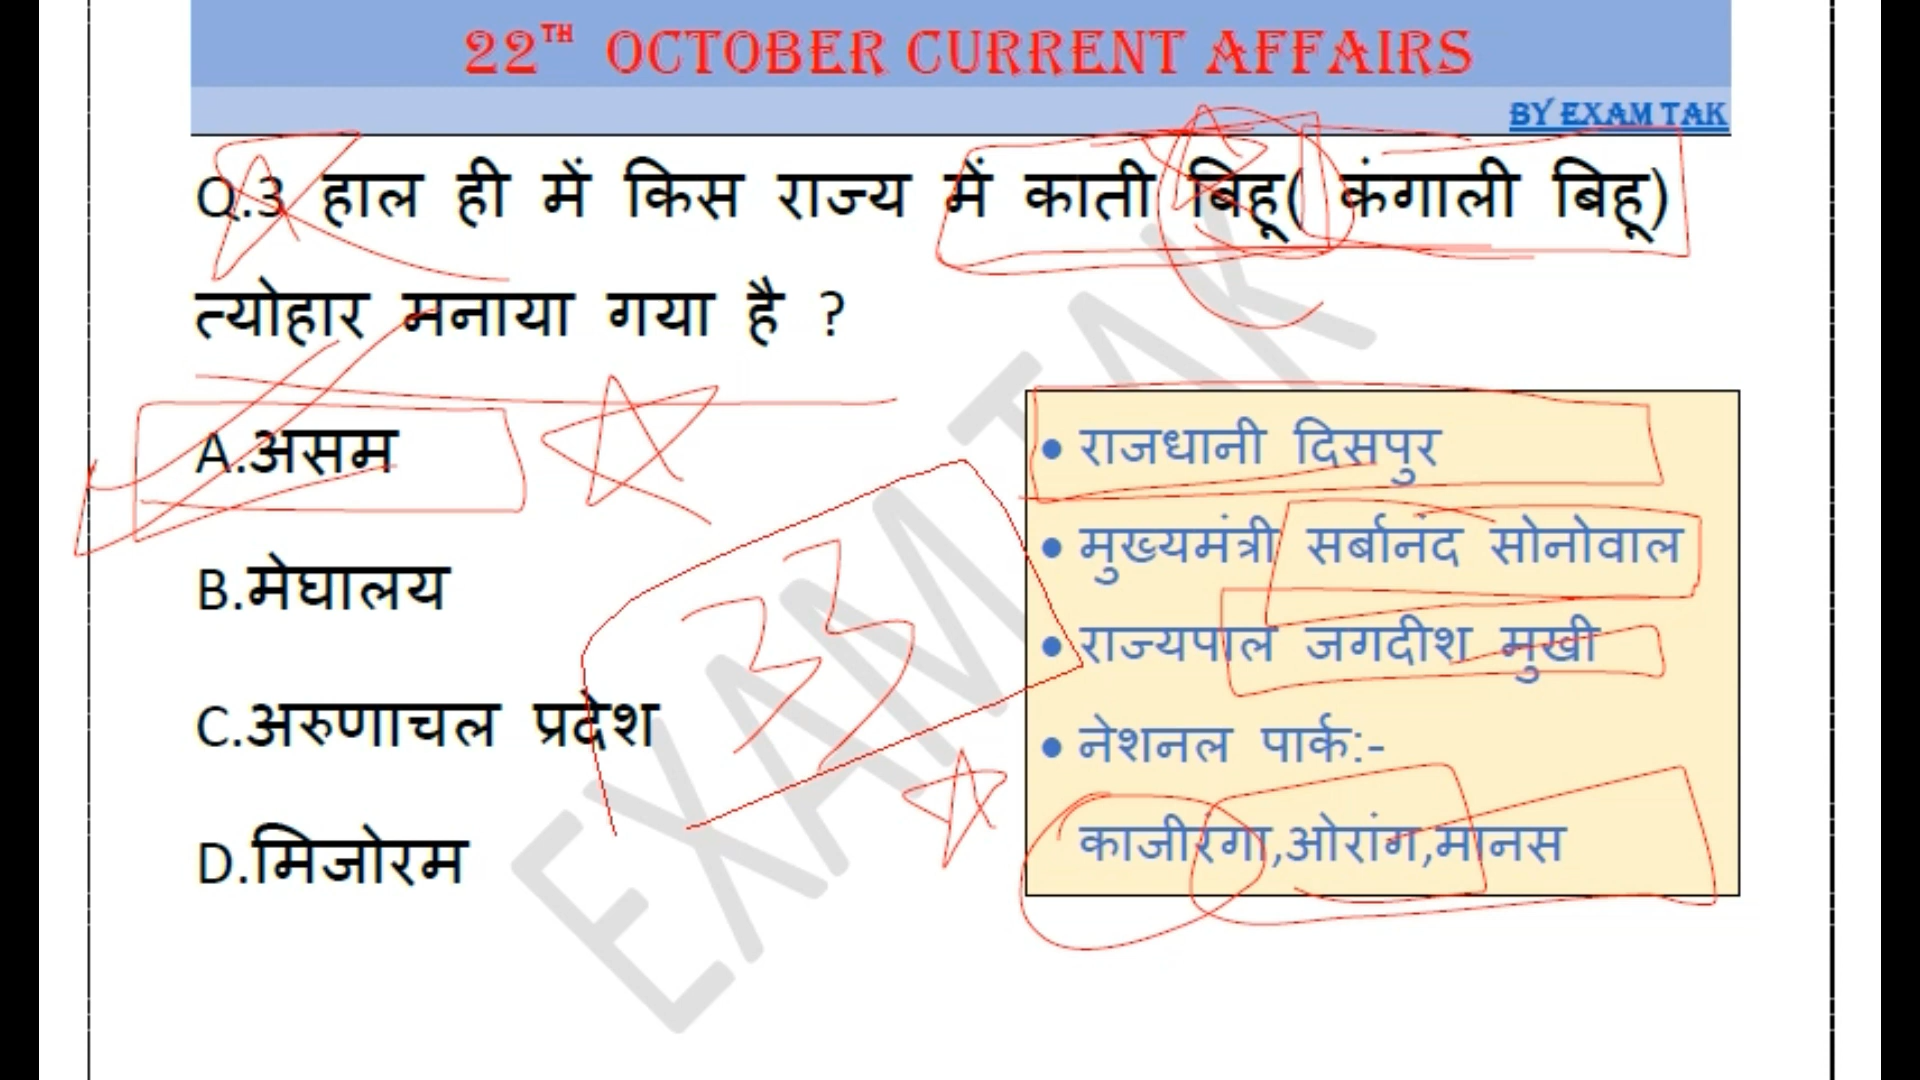 22TH OCTOBER CURRENT AFFAIRS
BY EXAM TAK
Q.3 हाल ही में किस राज्य में काती बिहू( कंगाली बिहू)
त्योहार मनाया गया है ?
A.असम
B.मेघालय
C.अरुणाचल प्रदेश
D.मिजोरम
33
• राजधानी दिसपुर
• मुख्यमंत्री सर्बानंद सोनोवाल
• राज्यपाल जगदीश मुखी
• नेशनल पार्क:-
काजीरंगा,ओरांग,मानस
EXAM TAK